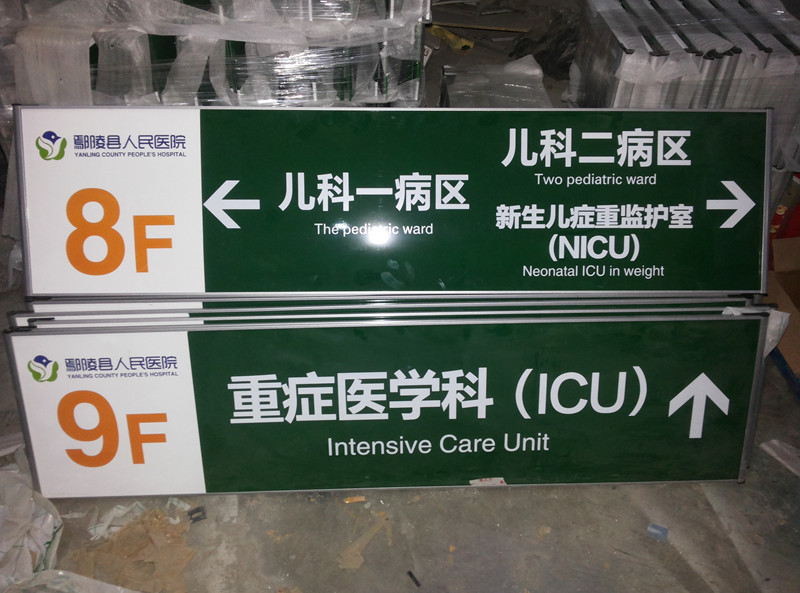 鄢陵县人民医院
YANLING COUNTY PEOPLE'S HOSPITAL
8F
儿科一病区
The pediatric ward
儿科二病区
Two pediatric ward
新生儿症重监护室
(NICU)
Neonatal ICU in weight
鄢陵县人民医院
YANLING COUNTY PEOPLE'S HOSPITAL
9F
重症医学科（ICU）
Intensive Care Unit